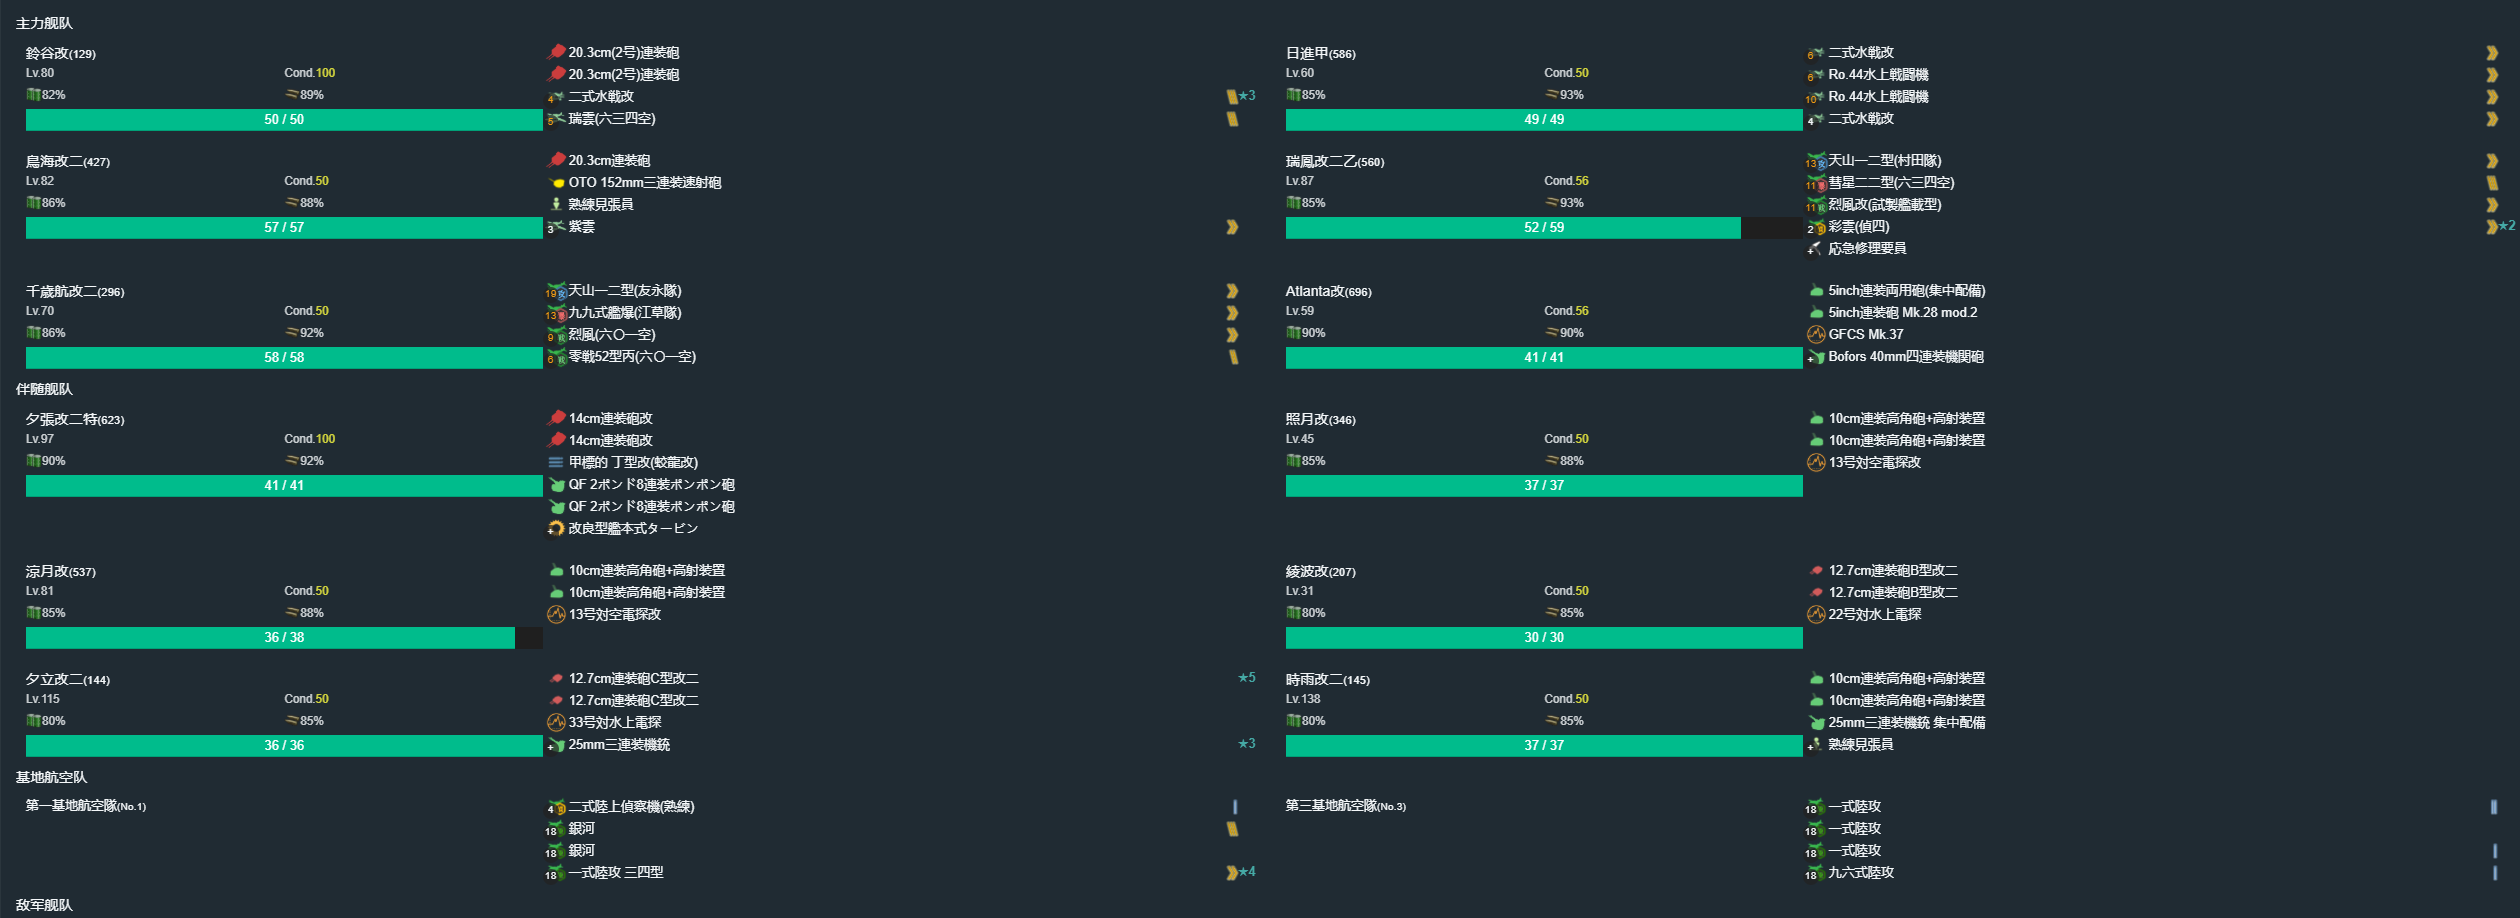 主力舰队
鈴谷改(129)
Lv.80 Cond.100
82% 89%
50 / 50
20.3cm(2号)連装砲
20.3cm(2号)連装砲
4 二式水戦改 ★3
5 瑞雲(六三四空)
日進甲(586)
Lv.60 Cond.50
85% 93%
49 / 49
6 二式水戦改
6 Ro.44水上戦闘機
10 Ro.44水上戦闘機
4 二式水戦改
鳥海改二(427)
Lv.82 Cond.50
86% 88%
57 / 57
20.3cm連装砲
OTO 152mm三連装速射砲
熟練見張員
3 紫雲
瑞鳳改二乙(560)
Lv.87 Cond.56
85% 93%
52 / 59
13 天山一二型(村田隊)
11 彗星二二型(六三四空)
11 烈風改(試製艦載型)
2 彩雲(偵四) ★2
+ 応急修理要員
千歳航改二(296)
Lv.70 Cond.50
86% 92%
58 / 58
19 天山一二型(友永隊)
13 九九式艦爆(江草隊)
9 烈風(六〇一空)
6 零戦52型丙(六〇一空)
Atlanta改(696)
Lv.59 Cond.56
90% 90%
41 / 41
5inch連装両用砲(集中配備)
5inch連装砲 Mk.28 mod.2
GFCS Mk.37
+ Bofors 40mm四連装機関砲
伴随舰队
夕張改二特(623)
Lv.97 Cond.100
90% 92%
41 / 41
14cm連装砲改
14cm連装砲改
甲標的 丁型改(蛟龍改)
QF 2ポンド8連装ポンポン砲
QF 2ポンド8連装ポンポン砲
+ 改良型艦本式タービン
照月改(346)
Lv.45 Cond.50
85% 88%
37 / 37
10cm連装高角砲+高射装置
10cm連装高角砲+高射装置
13号対空電探改
涼月改(537)
Lv.81 Cond.50
85% 88%
36 / 38
10cm連装高角砲+高射装置
10cm連装高角砲+高射装置
13号対空電探改
綾波改(207)
Lv.31 Cond.50
80% 85%
30 / 30
12.7cm連装砲B型改二
12.7cm連装砲B型改二
22号対水上電探
夕立改二(144)
Lv.115 Cond.50
80% 85%
36 / 36
12.7cm連装砲C型改二 ★5
12.7cm連装砲C型改二
33号対水上電探
+ 25mm三連装機銃 ★3
時雨改二(145)
Lv.138 Cond.50
80% 85%
37 / 37
10cm連装高角砲+高射装置
10cm連装高角砲+高射装置
25mm三連装機銃 集中配備
+ 熟練見張員
基地航空队
第一基地航空隊(No.1)
4 二式陸上偵察機(熟練)
18 銀河
18 銀河
18 一式陸攻 三四型 ★4
第三基地航空隊(No.3)
18 一式陸攻
18 一式陸攻
18 一式陸攻
18 九六式陸攻
敌军舰队